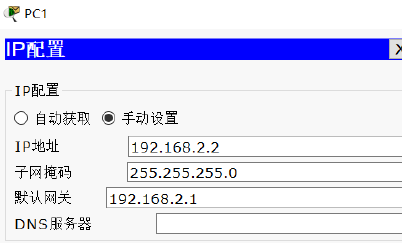 PC1
IP配置
X
IP配置
自动获取 手动设置
IP地址 192.168.2.2
子网掩码 255.255.255.0
默认网关 192.168.2.1
DNS服务器